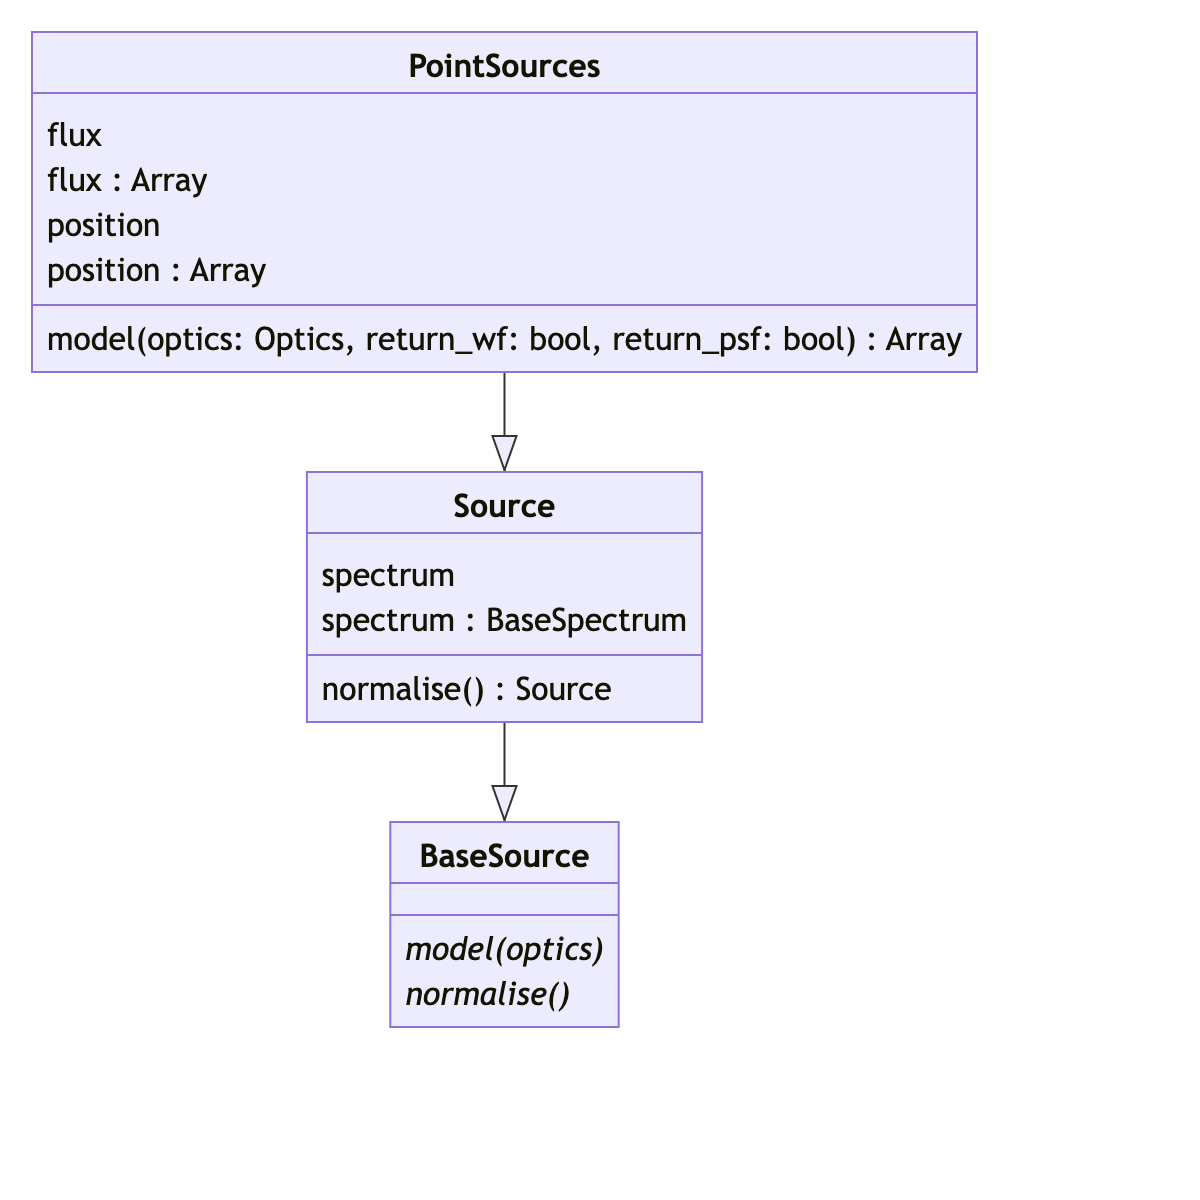 PointSources
flux
flux : Array
position
position : Array
model(optics: Optics, return_wf: bool, return_psf: bool) : Array
Source
spectrum
spectrum : BaseSpectrum
normalise() : Source
BaseSource
model(optics)
normalise()